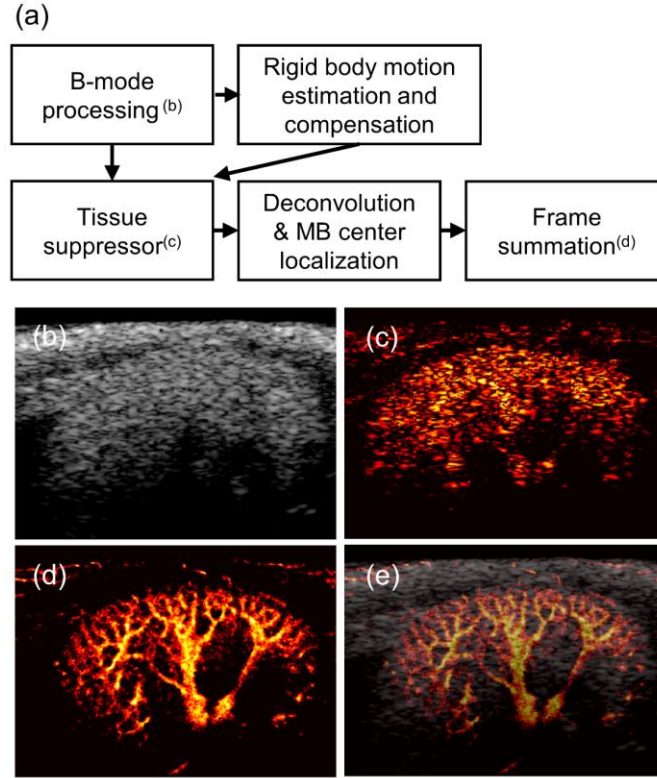 (a)
B-mode
processing(b)
Rigid body motion
estimation and
compensation
Tissue
suppressor(c)
Deconvolution
& MB center
localization
Frame
summation(d)
(b)
(c)
(d)
(e)